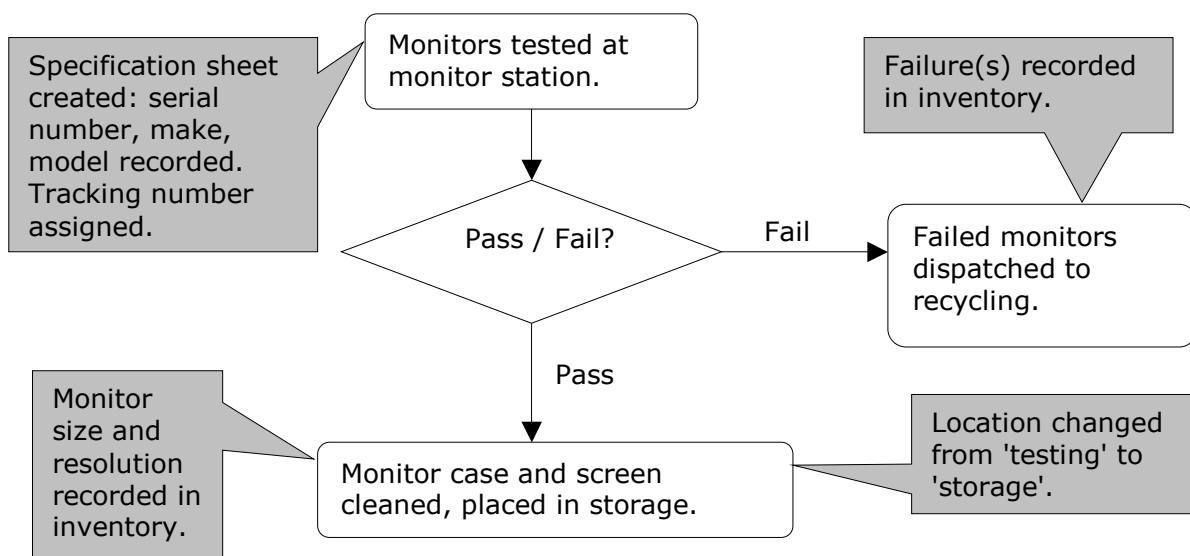 Specification sheet
created: serial
number, make,
model recorded.
Tracking number
assigned.
Monitors tested at
monitor station.
Failure(s) recorded
in inventory.
Pass / Fail?
Fail
Failed monitors
dispatched to
recycling.
Pass
Monitor
size and
resolution
recorded in
inventory.
Monitor case and screen
cleaned, placed in storage.
Location changed
from 'testing' to
'storage'.